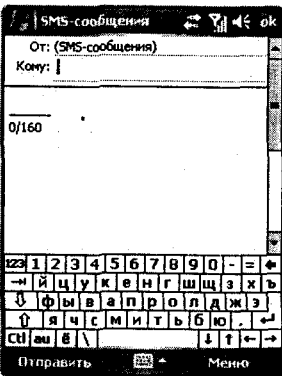 SMS-сообщения ok
От: (SMS-сообщения)
Кому:
0/160
123 1 2 3 4 5 6 7 8 9 0 - =
й ц у к е н г ш щ з х ъ
ф ы в а п р о л д ж э
я ч с м и т ь б ю .
Ctl au ё \
Отправить Меню